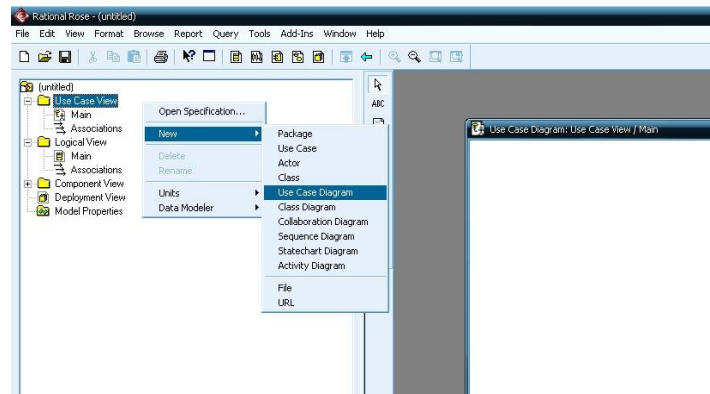 Rational Rose - (untitled)
File Edit View Format Browse Report Query Tools Add-Ins Window Help
(untitled)
Use Case View
Main
Associations
Logical View
Main
Associations
Component View
Deployment View
Model Properties
Open Specification...
New
Delete
Rename
Units
Data Modeler
Package
Use Case
Actor
Class
Use Case Diagram
Class Diagram
Collaboration Diagram
Sequence Diagram
Statechart Diagram
Activity Diagram
File
URL
ABC
Use Case Diagram: Use Case View / Main